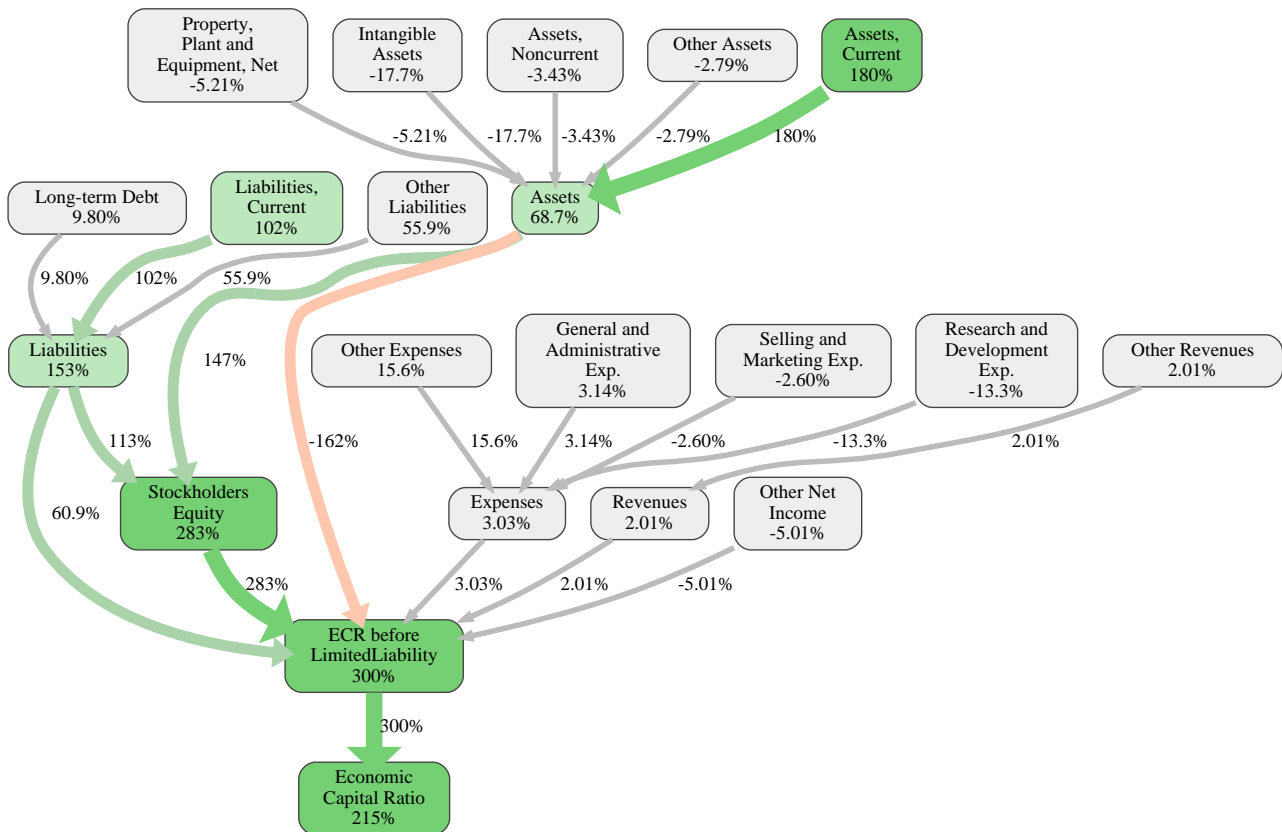 Property,
Plant and
Equipment, Net
-5.21%
Intangible
Assets
-17.7%
Assets,
Noncurrent
-3.43%
Other Assets
-2.79%
Assets,
Current
180%
-5.21%
-17.7%
-3.43%
-2.79%
180%
Long-term Debt
9.80%
Liabilities,
Current
102%
Other
Liabilities
55.9%
Assets
68.7%
9.80%
102%
55.9%
Liabilities
153%
147%
-162%
Other Expenses
15.6%
General and
Administrative
Exp.
3.14%
Selling and
Marketing Exp.
-2.60%
Research and
Development
Exp.
-13.3%
Other Revenues
2.01%
113%
15.6%
3.14%
-2.60%
-13.3%
2.01%
60.9%
Stockholders
Equity
283%
Expenses
3.03%
Revenues
2.01%
Other Net
Income
-5.01%
283%
3.03%
2.01%
-5.01%
ECR before
LimitedLiability
300%
300%
Economic
Capital Ratio
215%